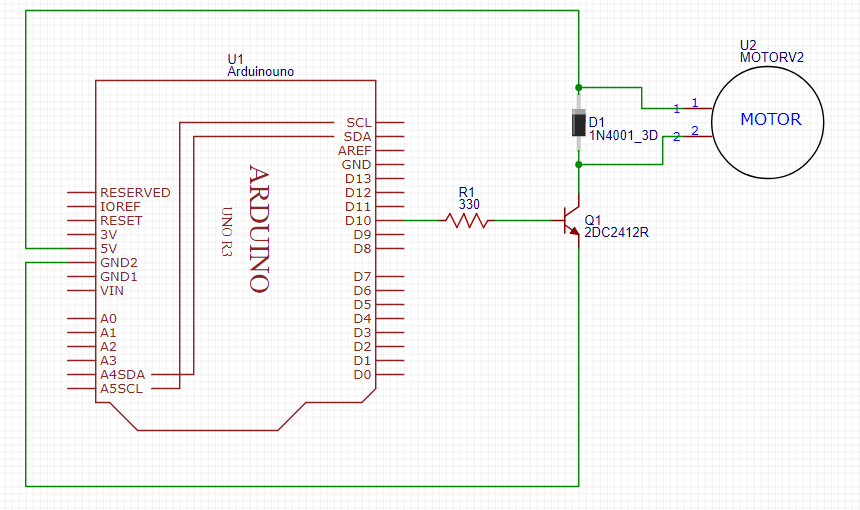 U1
Arduinouno
SCL
SDA
AREF
GND
D13
D12
D11
D10
D9
D8
D7
D6
D5
D4
D3
D2
D1
D0
RESERVED
IOREF
RESET
3V
5V
GND2
GND1
VIN
A0
A1
A2
A3
A4SDA
A5SCL
ARDUINO
UNO R3
R1
330
D1
1N4001_3D
Q1
2DC2412R
U2
MOTORV2
1 1
2 2
MOTOR